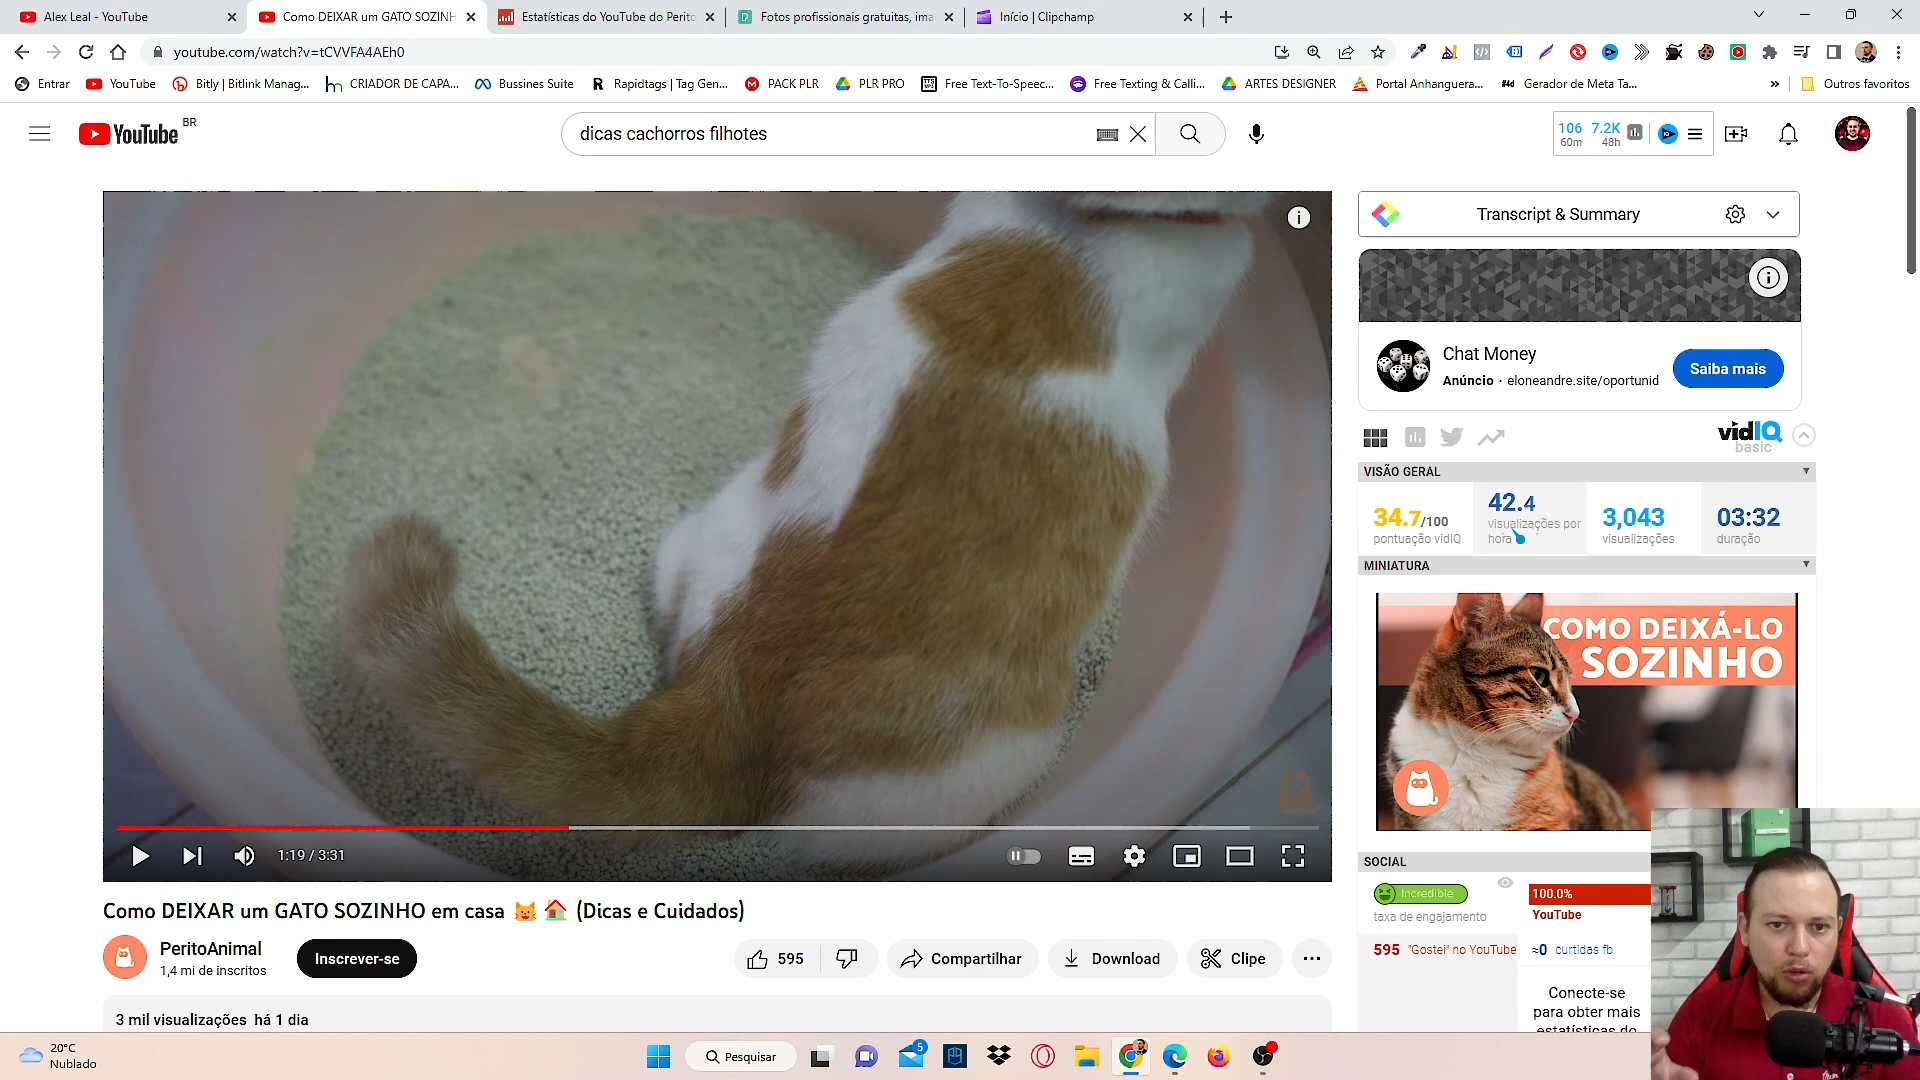 Alex Leal - YouTube
Como DEIXAR um GATO SOZINH
Estatísticas do YouTube do Perito
Fotos profissionais gratuitas, ima
Início | Clipchamp
youtube.com/watch?v=tCVVFA4AEh0
Entrar
YouTube
Bitly | Bitlink Manag...
CRIADOR DE CAPA...
Bussines Suite
Rapidtags | Tag Gen...
PACK PLR
PLR PRO
Free Text-To-Speec...
Free Texting & Calli...
ARTES DESIGNER
Portal Anhanguera...
Gerador de Meta Ta...
»
Outros favoritos
YouTube BR
dicas cachorros filhotes
106 7.2K
60m 48h
Transcript & Summary
Chat Money
Anúncio · eloneandre.site/oportunid
Saiba mais
vidIQ
basic
VISÃO GERAL
34.7/100
pontuação vidIQ
42.4
visualizações por
hora
3,043
visualizações
03:32
duração
MINIATURA
COMO DEIXÁ-LO
SOZINHO
1:19 / 3:31
SOCIAL
Incredible
taxa de engajamento
100.0%
YouTube
595 "Gostei" no YouTube
≈0 curtidas fb
Conecte-se
para obter mais
estatísticas do
Como DEIXAR um GATO SOZINHO em casa 😺 🏠 (Dicas e Cuidados)
PeritoAnimal
1,4 mi de inscritos
Inscrever-se
595
Compartilhar
Download
Clipe
3 mil visualizações há 1 dia
20°C
Nublado
Pesquisar
5